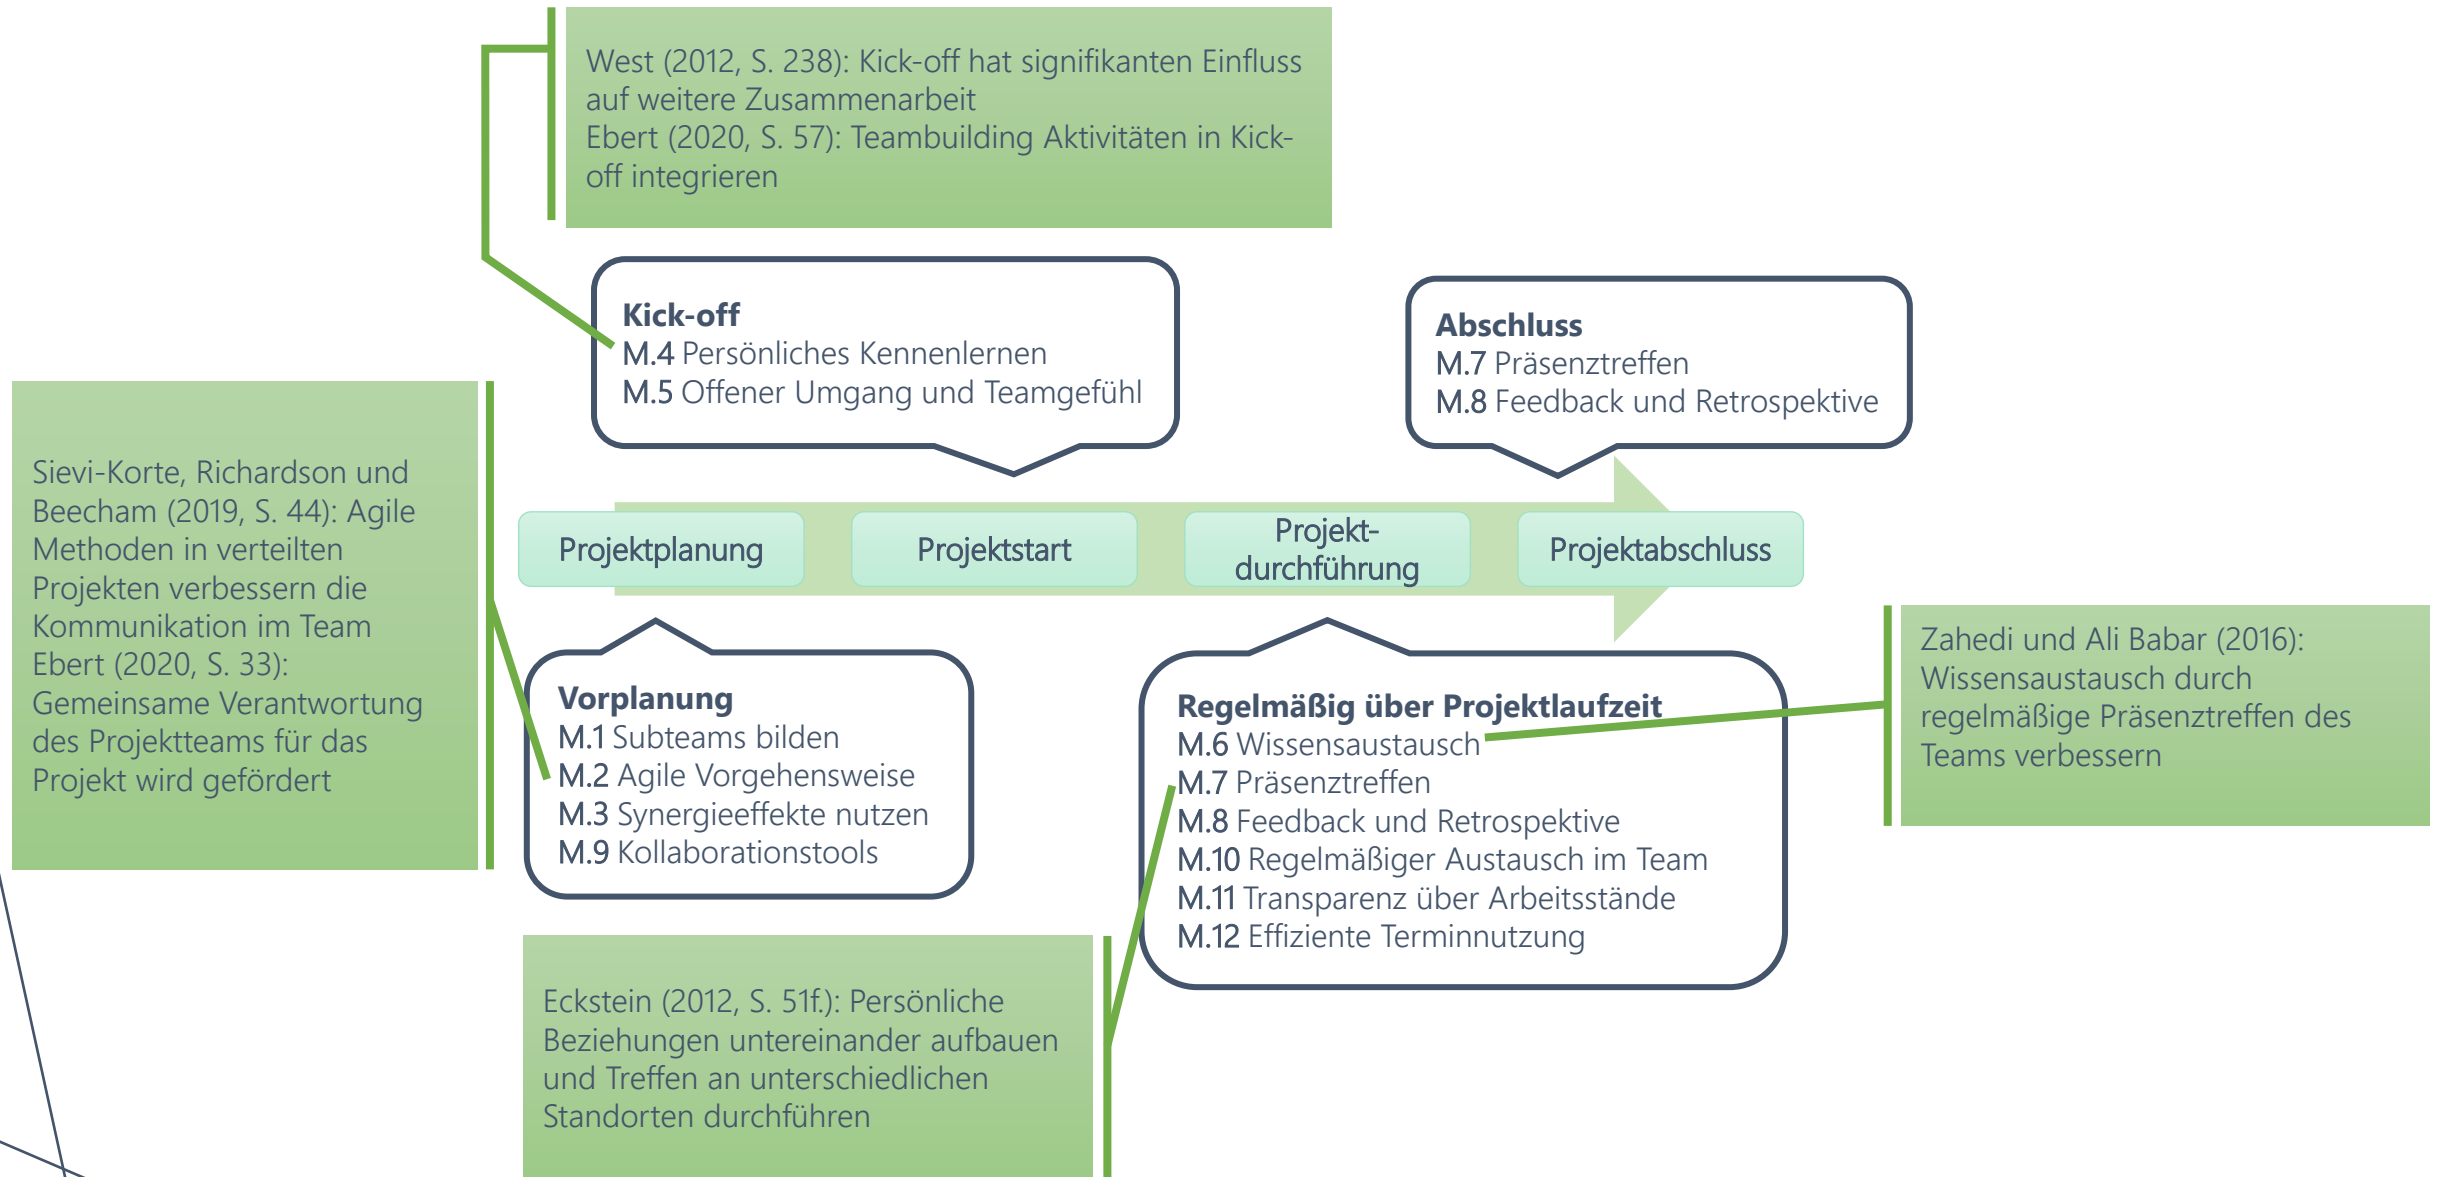 West (2012, S. 238): Kick-off hat signifikanten Einfluss
auf weitere Zusammenarbeit
Ebert (2020, S. 57): Teambuilding Aktivitäten in Kick-
off integrieren
Kick-off
M.4 Persönliches Kennenlernen
M.5 Offener Umgang und Teamgefühl
Abschluss
M.7 Präsenztreffen
M.8 Feedback und Retrospektive
Sievi-Korte, Richardson und
Beecham (2019, S. 44): Agile
Methoden in verteilten
Projekten verbessern die
Kommunikation im Team
Ebert (2020, S. 33):
Gemeinsame Verantwortung
des Projektteams für das
Projekt wird gefördert
Projektplanung
Projektstart
Projekt-
durchführung
Projektabschluss
Vorplanung
M.1 Subteams bilden
M.2 Agile Vorgehensweise
M.3 Synergieeffekte nutzen
M.9 Kollaborationstools
Regelmäßig über Projektlaufzeit
M.6 Wissensaustausch
M.7 Präsenztreffen
M.8 Feedback und Retrospektive
M.10 Regelmäßiger Austausch im Team
M.11 Transparenz über Arbeitsstände
M.12 Effiziente Terminnutzung
Zahedi und Ali Babar (2016):
Wissensaustausch durch
regelmäßige Präsenztreffen des
Teams verbessern
Eckstein (2012, S. 51f.): Persönliche
Beziehungen untereinander aufbauen
und Treffen an unterschiedlichen
Standorten durchführen